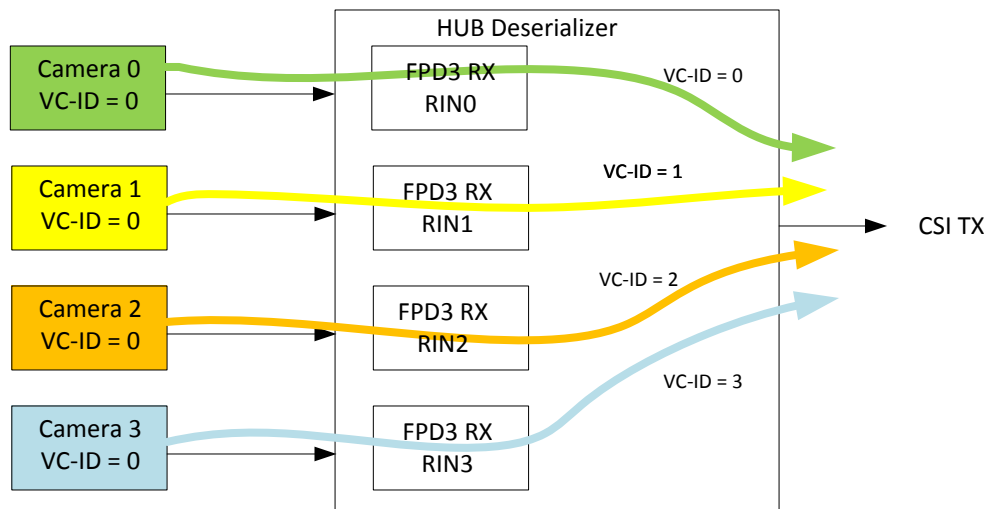 HUB Deserializer
Camera 0
VC-ID = 0
FPD3 RX
RIN0
VC-ID = 0
Camera 1
VC-ID = 0
FPD3 RX
RIN1
VC-ID = 1
CSI TX
Camera 2
VC-ID = 0
FPD3 RX
RIN2
VC-ID = 2
Camera 3
VC-ID = 0
FPD3 RX
RIN3
VC-ID = 3